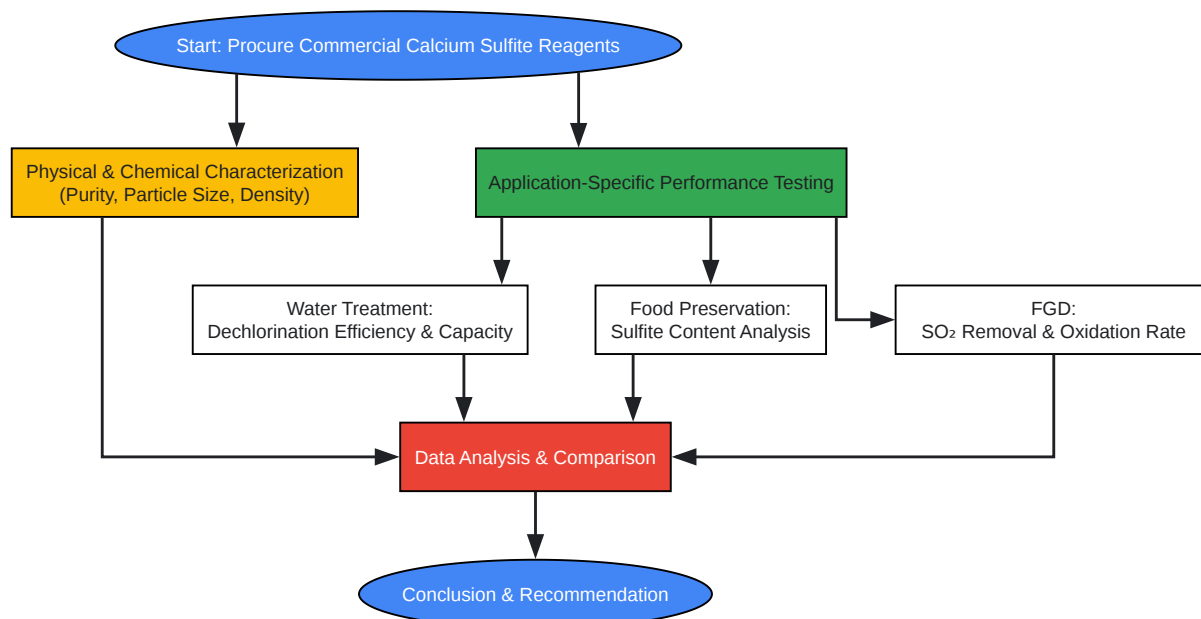 Start: Procure Commercial Calcium Sulfite Reagents
Physical & Chemical Characterization
(Purity, Particle Size, Density)
Application-Specific Performance Testing
Water Treatment:
Dechlorination Efficiency & Capacity
Food Preservation:
Sulfite Content Analysis
FGD:
SO₂ Removal & Oxidation Rate
Data Analysis & Comparison
Conclusion & Recommendation